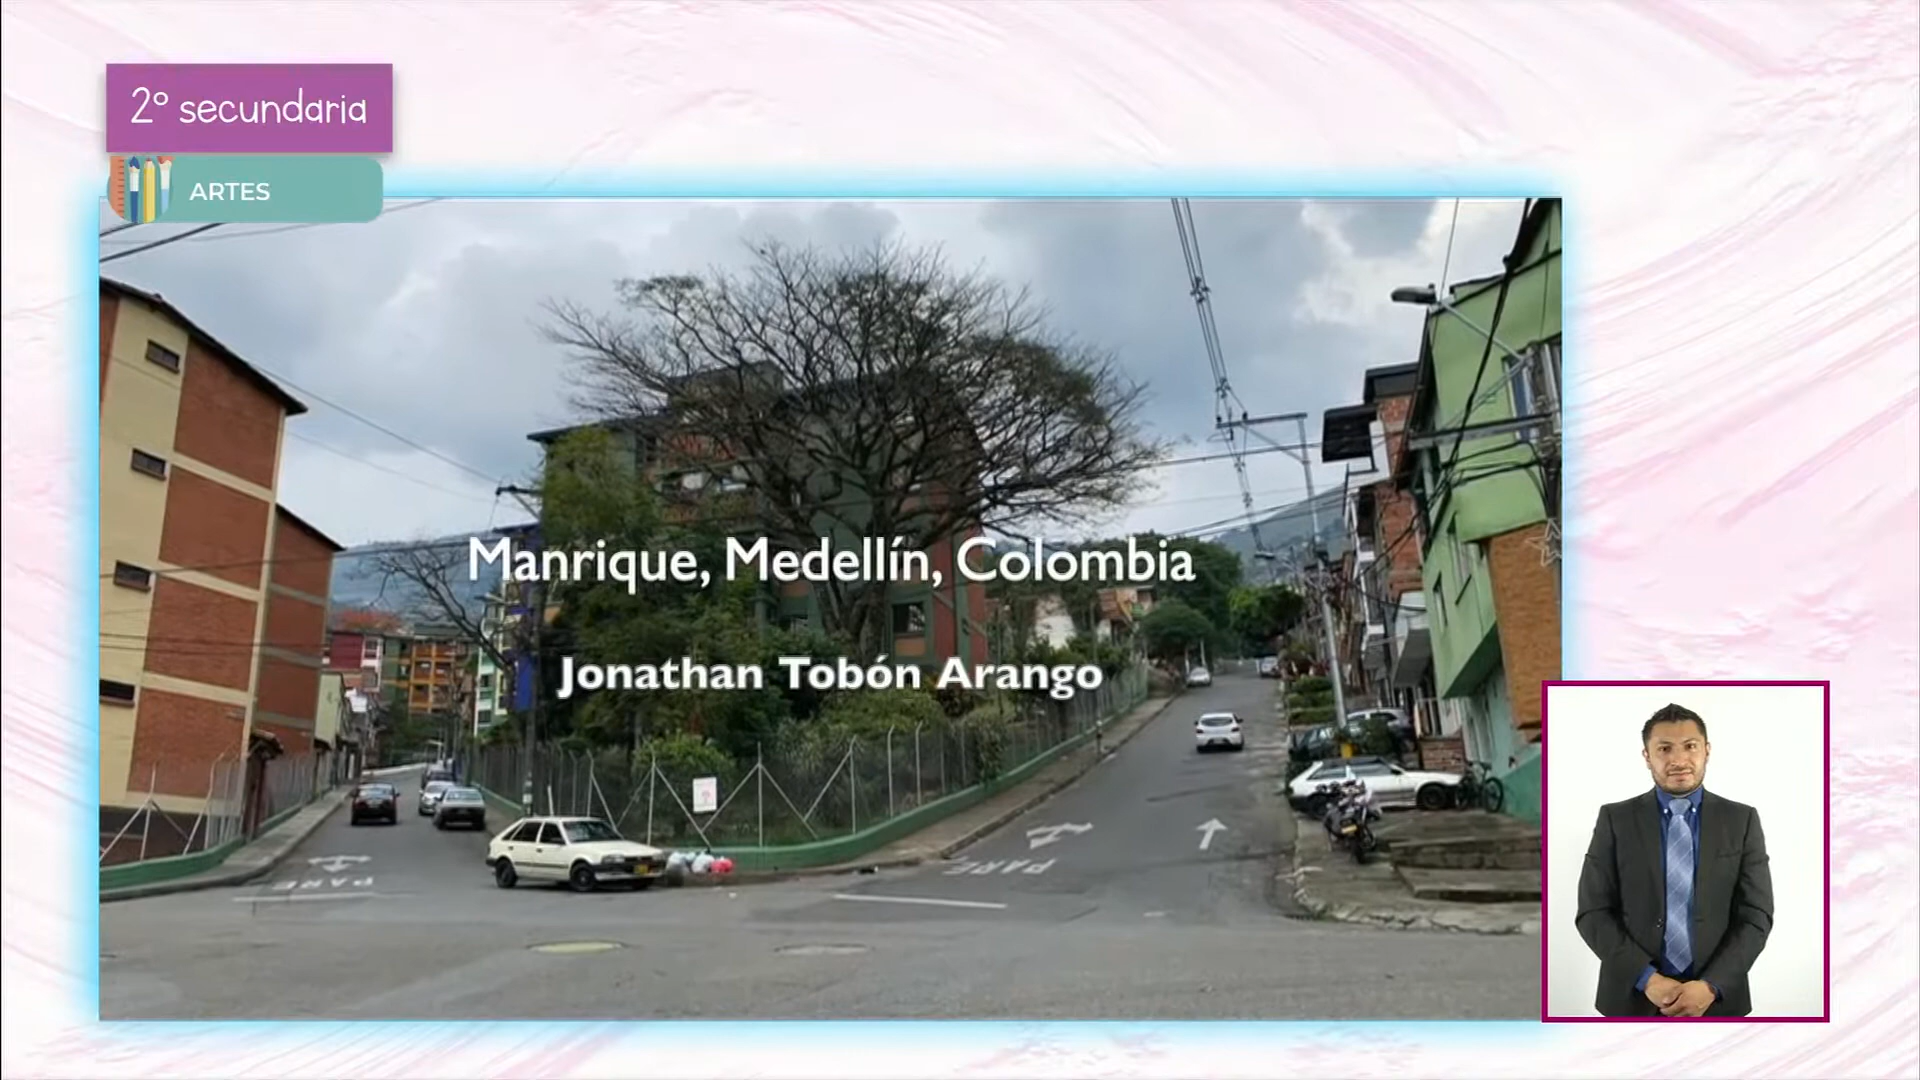 2° secundaria
ARTES
Manrique, Medellín, Colombia
Jonathan Tobón Arango
PARE
PARE